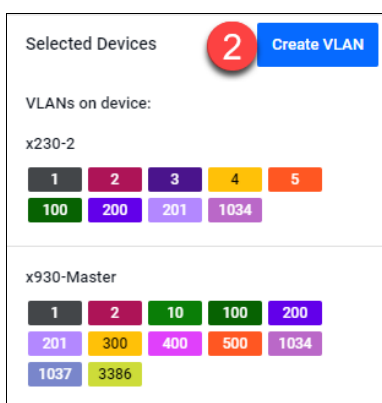 Selected Devices 2 Create VLAN
VLANs on device:
x230-2
1 2 3 4 5
100 200 201 1034
x930-Master
1 2 10 100 200
201 300 400 500 1034
1037 3386